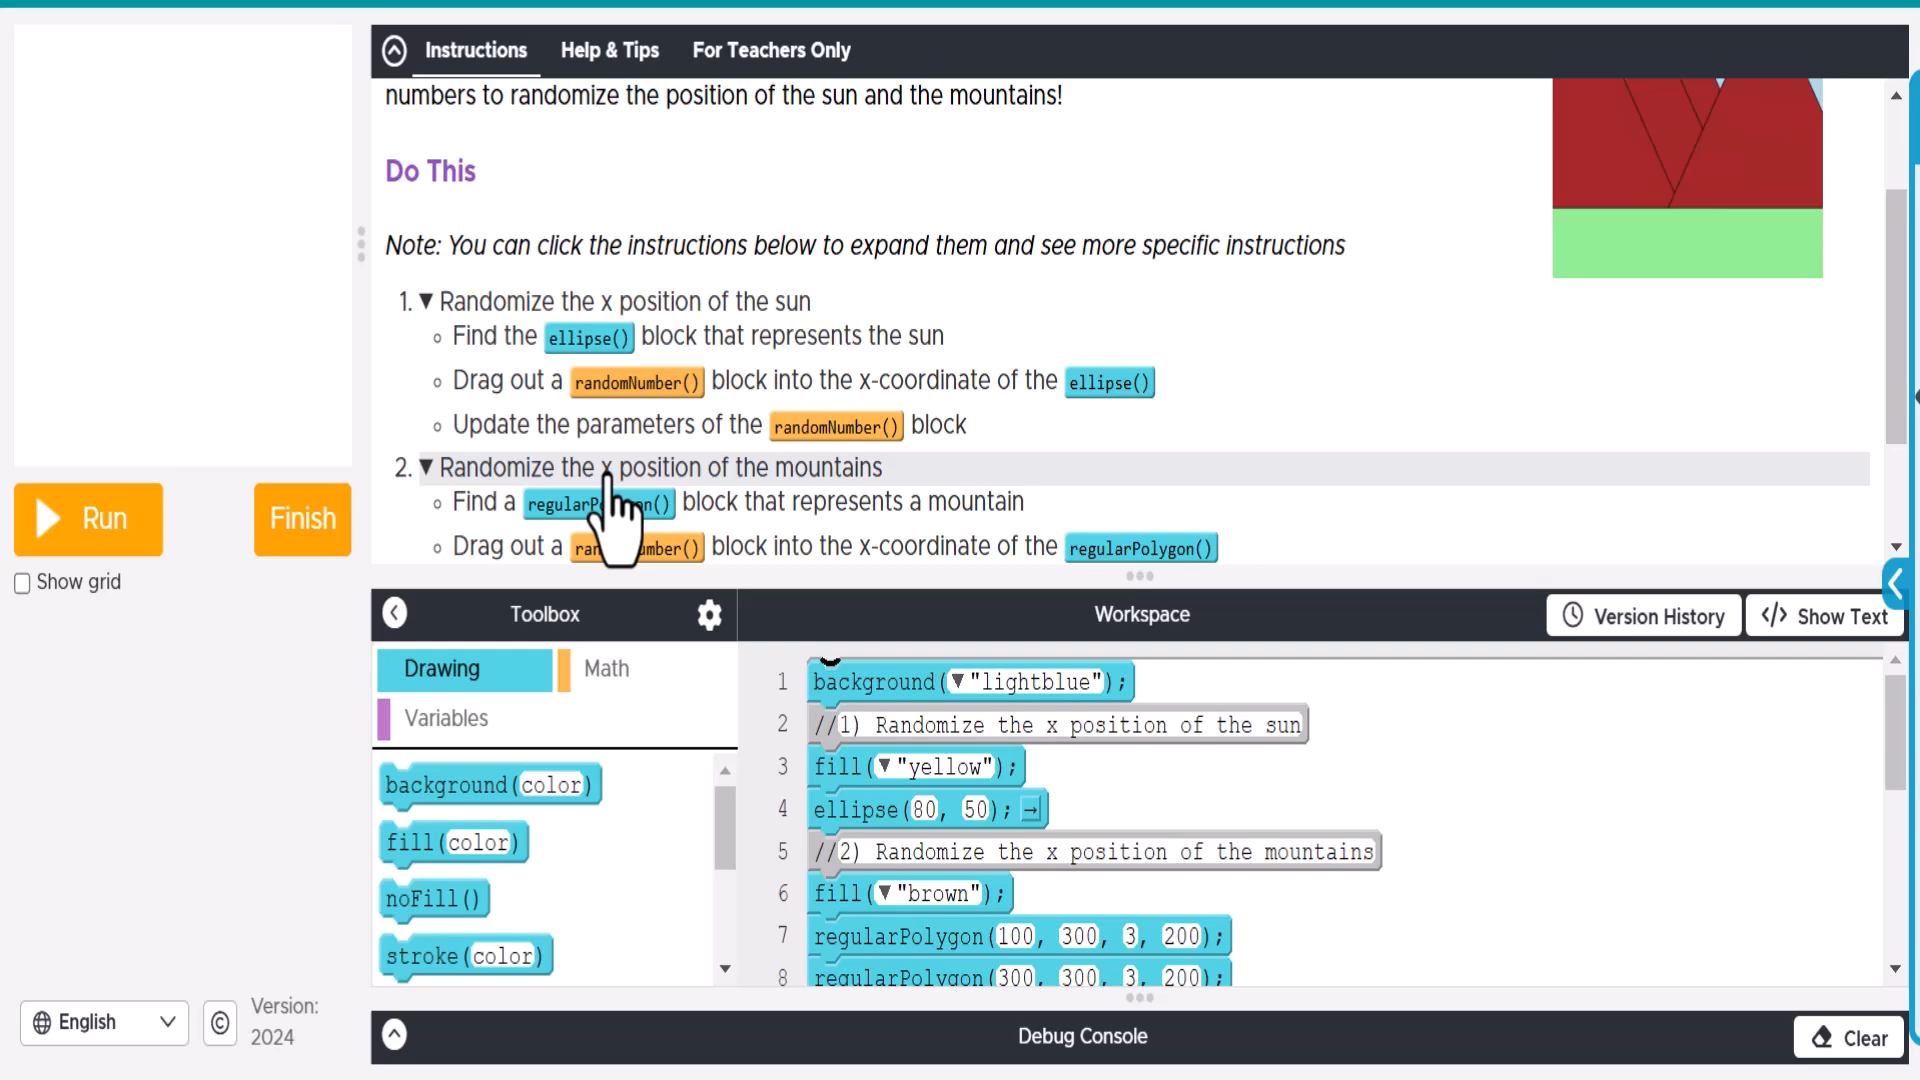 Instructions
Help & Tips
For Teachers Only
numbers to randomize the position of the sun and the mountains!
Do This
Note: You can click the instructions below to expand them and see more specific instructions
1. ▼ Randomize the x position of the sun
Find the ellipse() block that represents the sun
Drag out a randomNumber() block into the x-coordinate of the ellipse()
Update the parameters of the randomNumber() block
2. ▼ Randomize the x position of the mountains
Find a regularPolygon() block that represents a mountain
Drag out a randomNumber() block into the x-coordinate of the regularPolygon()
Run
Finish
Show grid
Toolbox
Workspace
Version History
</> Show Text
Drawing
Math
Variables
background(color)
fill(color)
noFill()
stroke(color)
1 background(▼"lightblue");
2 //1) Randomize the x position of the sun
3 fill(▼"yellow");
4 ellipse(80, 50); →
5 //2) Randomize the x position of the mountains
6 fill(▼"brown");
7 regularPolygon(100, 300, 3, 200);
8 regularPolygon(300, 300, 3, 200);
English
©
Version:
2024
Debug Console
Clear